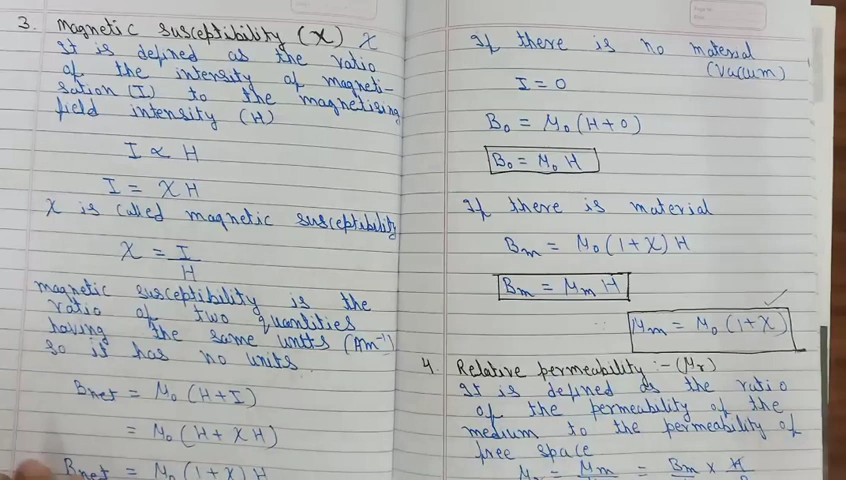 3. Magnetic susceptibility (χ) χ
It is defined as the ratio
of the intensity of magneti-
sation (I) to the magnetising
field intensity (H)
I ∝ H
I = χ H
χ is called magnetic susceptibility
χ = I/H
Magnetic susceptibility is the
ratio of two quantities
having the same units (Am⁻¹)
so it has no units
Bnet = μ₀ (H + I)
= μ₀ (H + χH)
Bnet = μ₀ (1 + χ) H
If there is no material
(vacuum)
I = 0
B₀ = μ₀ (H + 0)
B₀ = μ₀ H
If there is material
Bm = μ₀ (1 + χ) H
Bm = μm H
μm = μ₀ (1 + χ)
4. Relative permeability :- (μr)
It is defined as the ratio
of the permeability of the
medium to the permeability of
free space
μr = μm = Bm × H